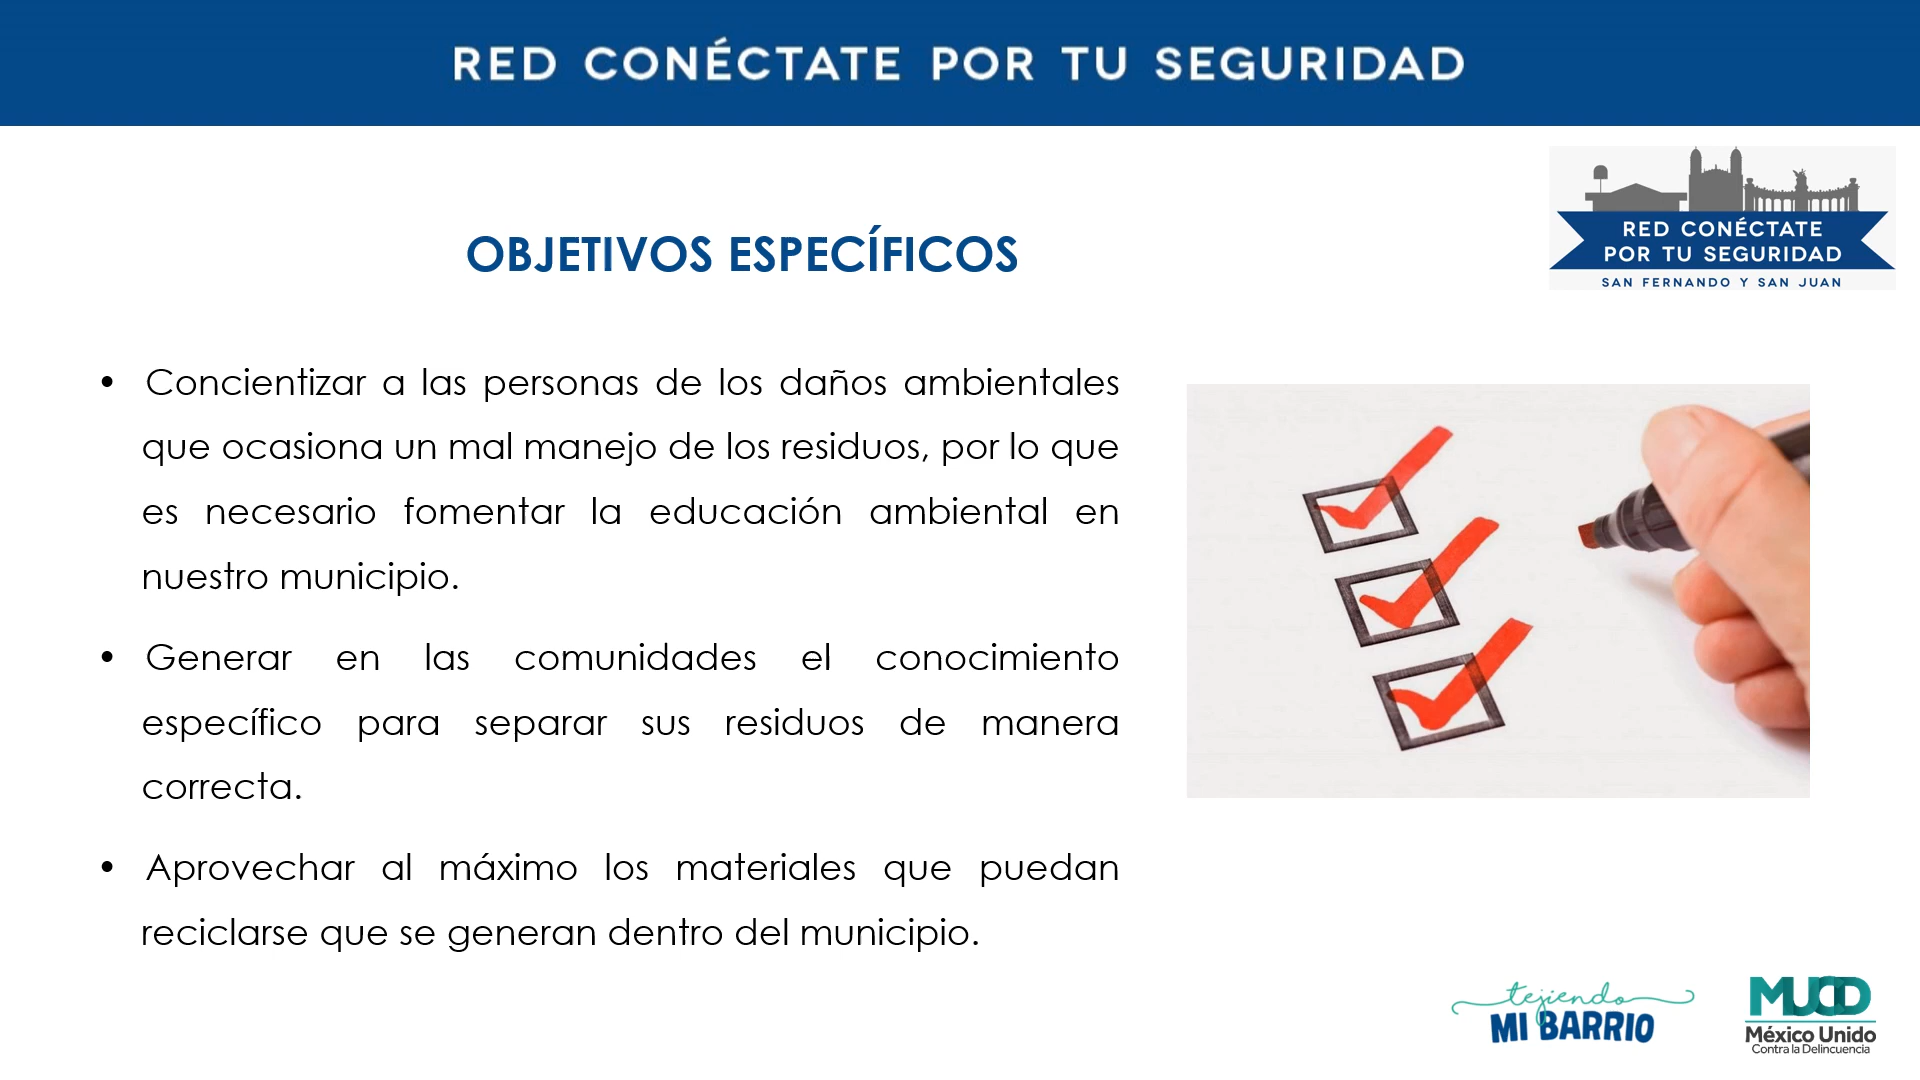 RED CONÉCTATE POR TU SEGURIDAD
RED CONÉCTATE
POR TU SEGURIDAD
SAN FERNANDO Y SAN JUAN
OBJETIVOS ESPECÍFICOS
• Concientizar a las personas de los daños ambientales
que ocasiona un mal manejo de los residuos, por lo que
es necesario fomentar la educación ambiental en
nuestro municipio.
• Generar en las comunidades el conocimiento
específico para separar sus residuos de manera
correcta.
• Aprovechar al máximo los materiales que puedan
reciclarse que se generan dentro del municipio.
tejiendo
MI BARRIO
MUCD
México Unido
Contra la Delincuencia